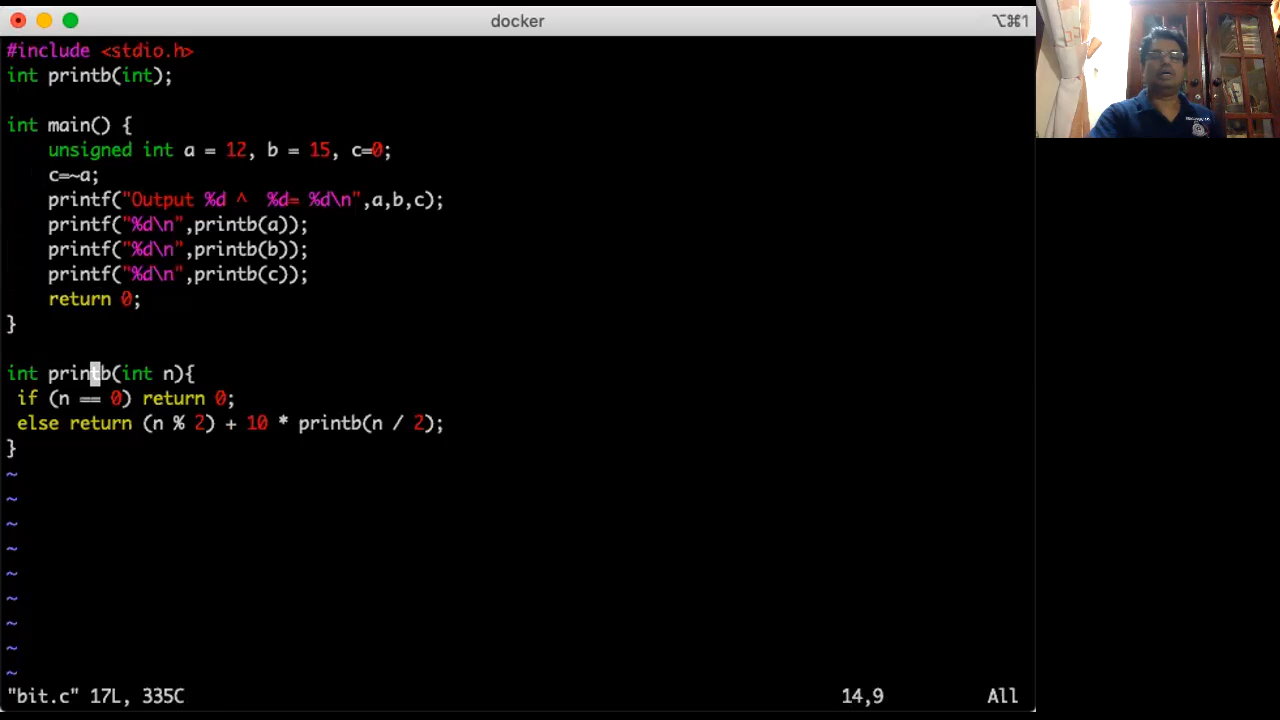 docker
⌥⌘1
#include <stdio.h>
int printb(int);
int main() {
unsigned int a = 12, b = 15, c=0;
c=~a;
printf("Output %d ^  %d= %d\n",a,b,c);
printf("%d\n",printb(a));
printf("%d\n",printb(b));
printf("%d\n",printb(c));
return 0;
}
int printb(int n){
if (n == 0) return 0;
else return (n % 2) + 10 * printb(n / 2);
}
~
~
~
~
~
~
~
~
~
"bit.c" 17L, 335C
14,9
All